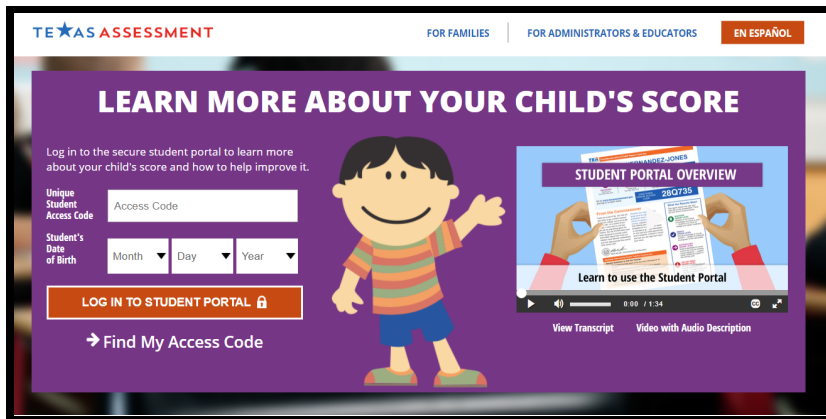 TEXAS ASSESSMENT
FOR FAMILIES
FOR ADMINISTRATORS & EDUCATORS
EN ESPAÑOL
LEARN MORE ABOUT YOUR CHILD'S SCORE
Log in to the secure student portal to learn more
about your child's score and how to help improve it.
Unique
Student
Access Code
Access Code
Student's
Date
of Birth
Month
Day
Year
LOG IN TO STUDENT PORTAL
Find My Access Code
NANDEZ-JONES
STUDENT PORTAL OVERVIEW
28Q735
Learn to use the Student Portal
0:00 / 1:34
View Transcript
Video with Audio Description